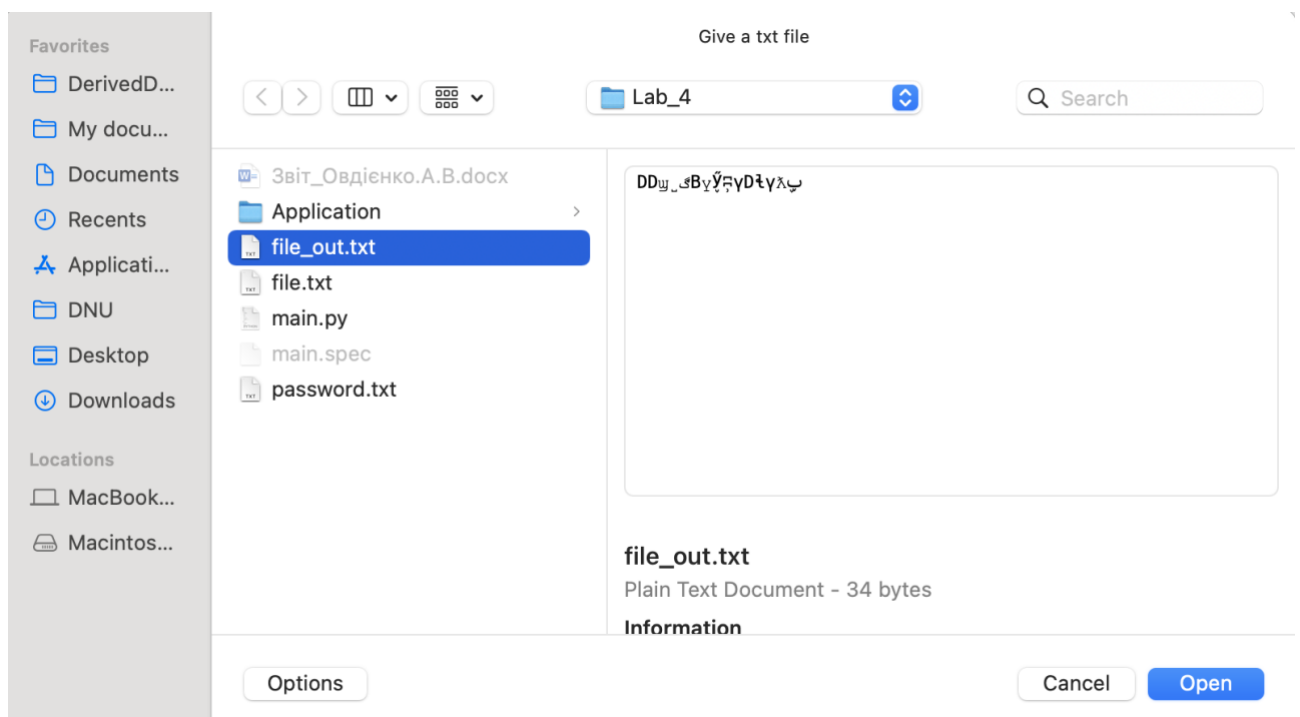 Give a txt file
Favorites
DerivedD...
My docu...
Documents
Recents
Applicati...
DNU
Desktop
Downloads
Locations
MacBook...
Macintos...
Lab_4
Search
Звіт_Овдієнко.А.В.docx
Application
file_out.txt
file.txt
main.py
main.spec
password.txt
file_out.txt
Plain Text Document - 34 bytes
Information
Options
Cancel
Open